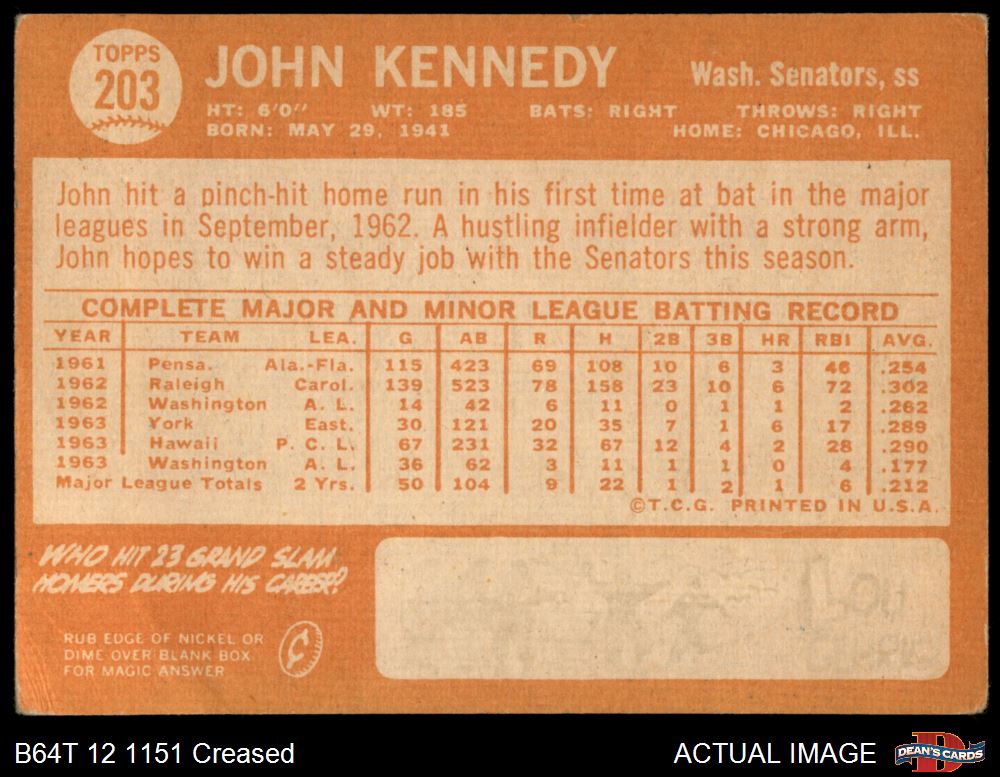 TOPPS
203
JOHN KENNEDY
Wash. Senators, ss
HT: 6'0" WT: 185 BATS: RIGHT THROWS: RIGHT
BORN: MAY 29, 1941 HOME: CHICAGO, ILL.
John hit a pinch-hit home run in his first time at bat in the major
leagues in September, 1962. A hustling infielder with a strong arm,
John hopes to win a steady job with the Senators this season.
COMPLETE MAJOR AND MINOR LEAGUE BATTING RECORD
YEAR TEAM LEA. G AB R H 2B 3B HR RBI AVG.
1961 Pensa. Ala.-Fla. 115 423 69 108 10 6 3 46 .254
1962 Raleigh Carol. 139 523 78 158 23 10 6 72 .302
1962 Washington A. L. 14 42 6 11 0 1 1 2 .262
1963 York East. 30 121 20 35 7 1 6 17 .289
1963 Hawaii P. C. L. 67 231 32 67 12 4 2 28 .290
1963 Washington A. L. 36 62 3 11 1 1 0 4 .177
Major League Totals 2 Yrs. 50 104 9 22 1 2 1 6 .212
©T.C.G. PRINTED IN U.S.A.
WHO HIT 23 GRAND SLAM
HOMERS DURING HIS CAREER?
RUB EDGE OF NICKEL OR
DIME OVER BLANK BOX
FOR MAGIC ANSWER
¢
B64T 12 1151 Creased
ACTUAL IMAGE
DEAN'S CARDS